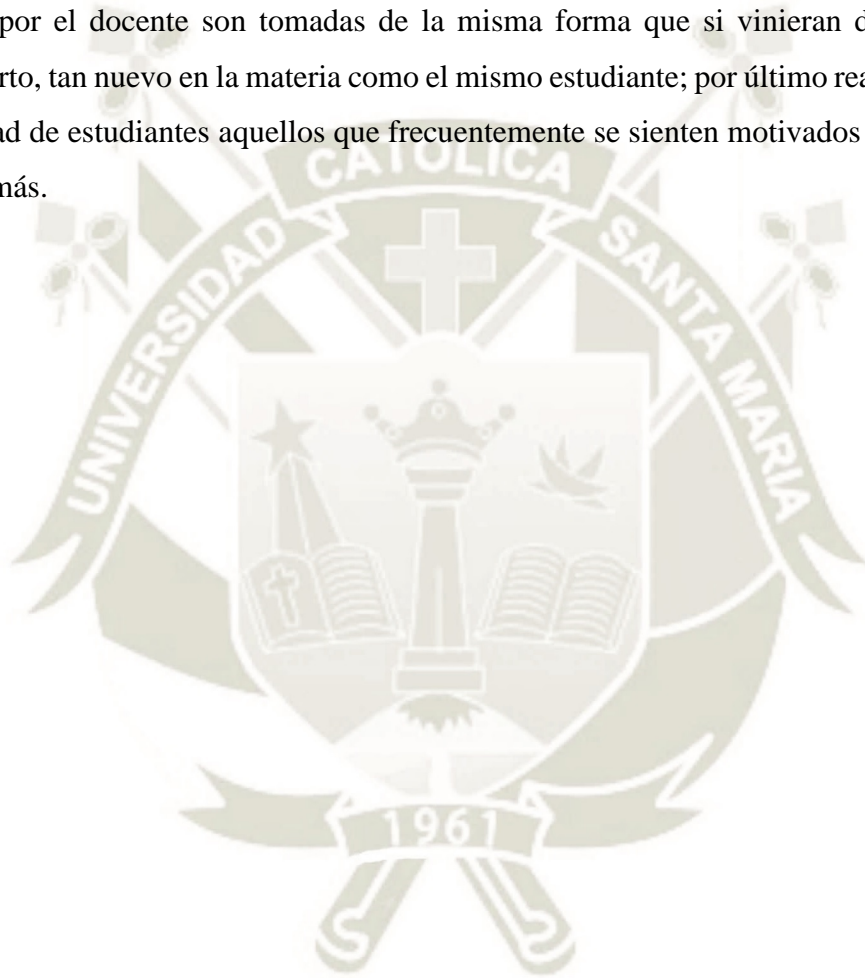 por el docente son tomadas de la misma forma que si vinieran
rto, tan nuevo en la materia como el mismo estudiante; por último
ad de estudiantes aquellos que frecuentemente se sienten motivados
más.
UNIVERSIDAD CATOLICA SANTA MARIA
1961